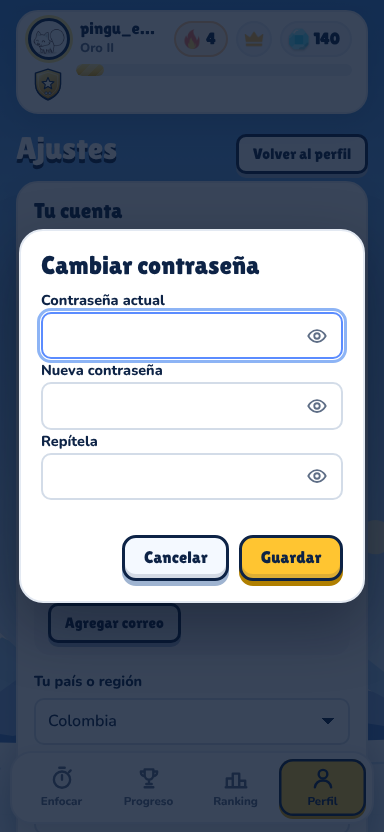 pingu_e...
Oro II
4
140
Ajustes
Volver al perfil
Tu cuenta
Cambiar contraseña
Contraseña actual
Nueva contraseña
Repítela
Cancelar
Guardar
Agregar correo
Tu país o región
Colombia
Enfocar
Progreso
Ranking
Perfil